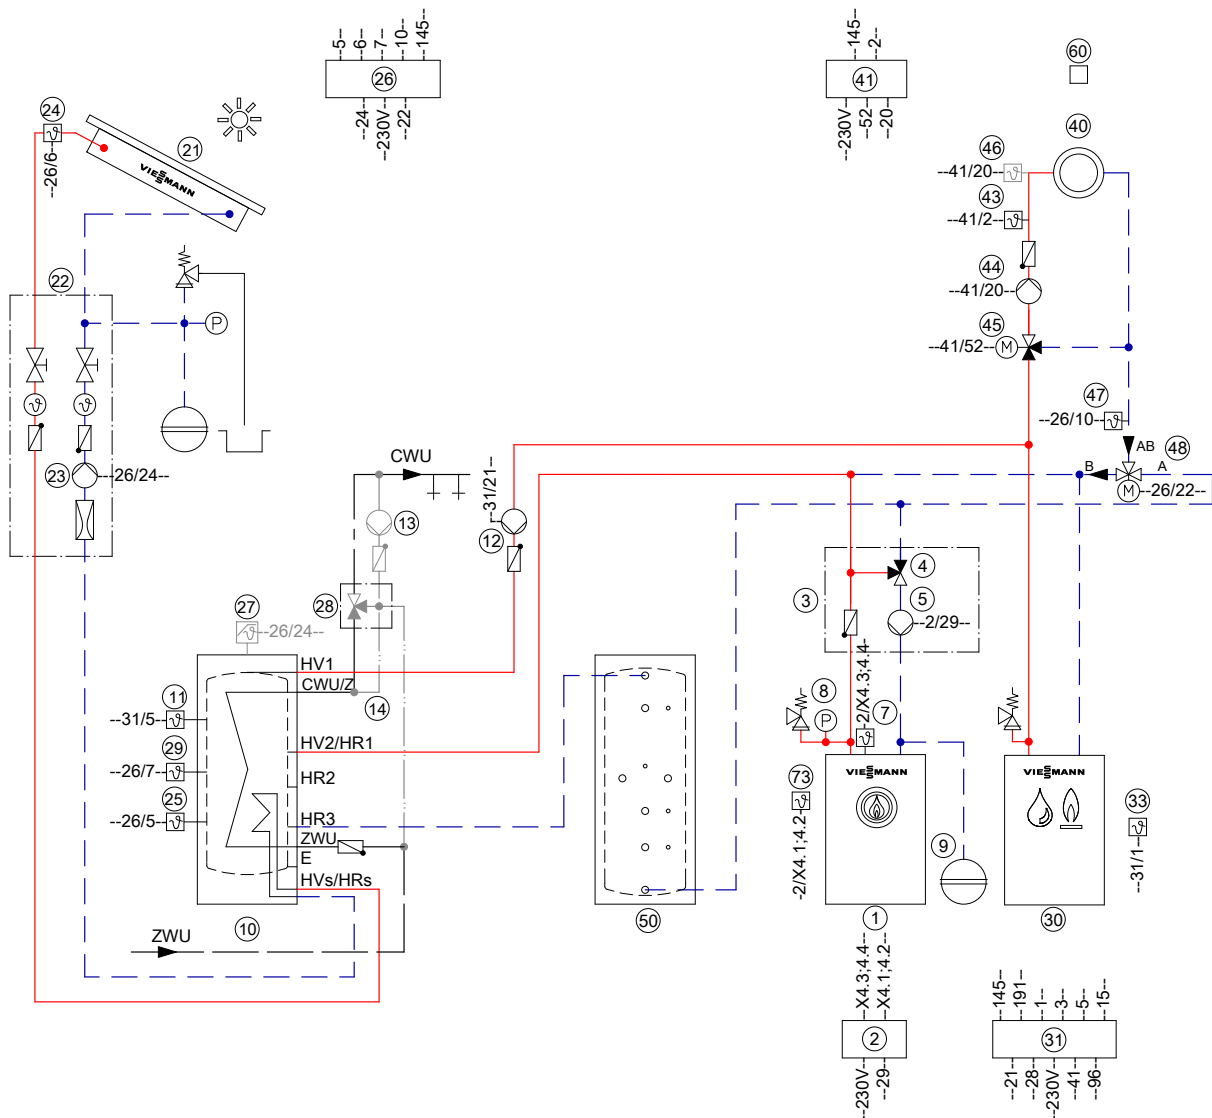 --5--
--6--
--7--
--10--
--145--
26
--24--
--230V--
--22--
--145--
--2--
41
--230V--
--52--
--20--
60
24
--26/6--
21
VIESMANN
40
46
--41/20--
43
--41/2--
44
--41/20--
45
--41/52--
M
22
P
23
--26/24--
47
--26/10--
AB
48
B
A
M
--26/22--
CWU
--31/21--
13
12
28
27
--26/24--
3
4
5
--2/29--
HV1
CWU/Z
14
11
--31/5--
29
--26/7--
25
--26/5--
HV2/HR1
HR2
HR3
ZWU
E
HVs/HRs
10
ZWU
50
8
P
7
-2/X4.3;4.4-
73
-2/X4.1;4.2-
VIESMANN
9
1
VIESMANN
33
--31/1--
30
--X4.3;4.4--
--X4.1;4.2--
2
--230V--
--29--
--145--
--191--
--1--
--3--
--5--
--15--
31
--21--
--28--
--230V--
--41--
--96--